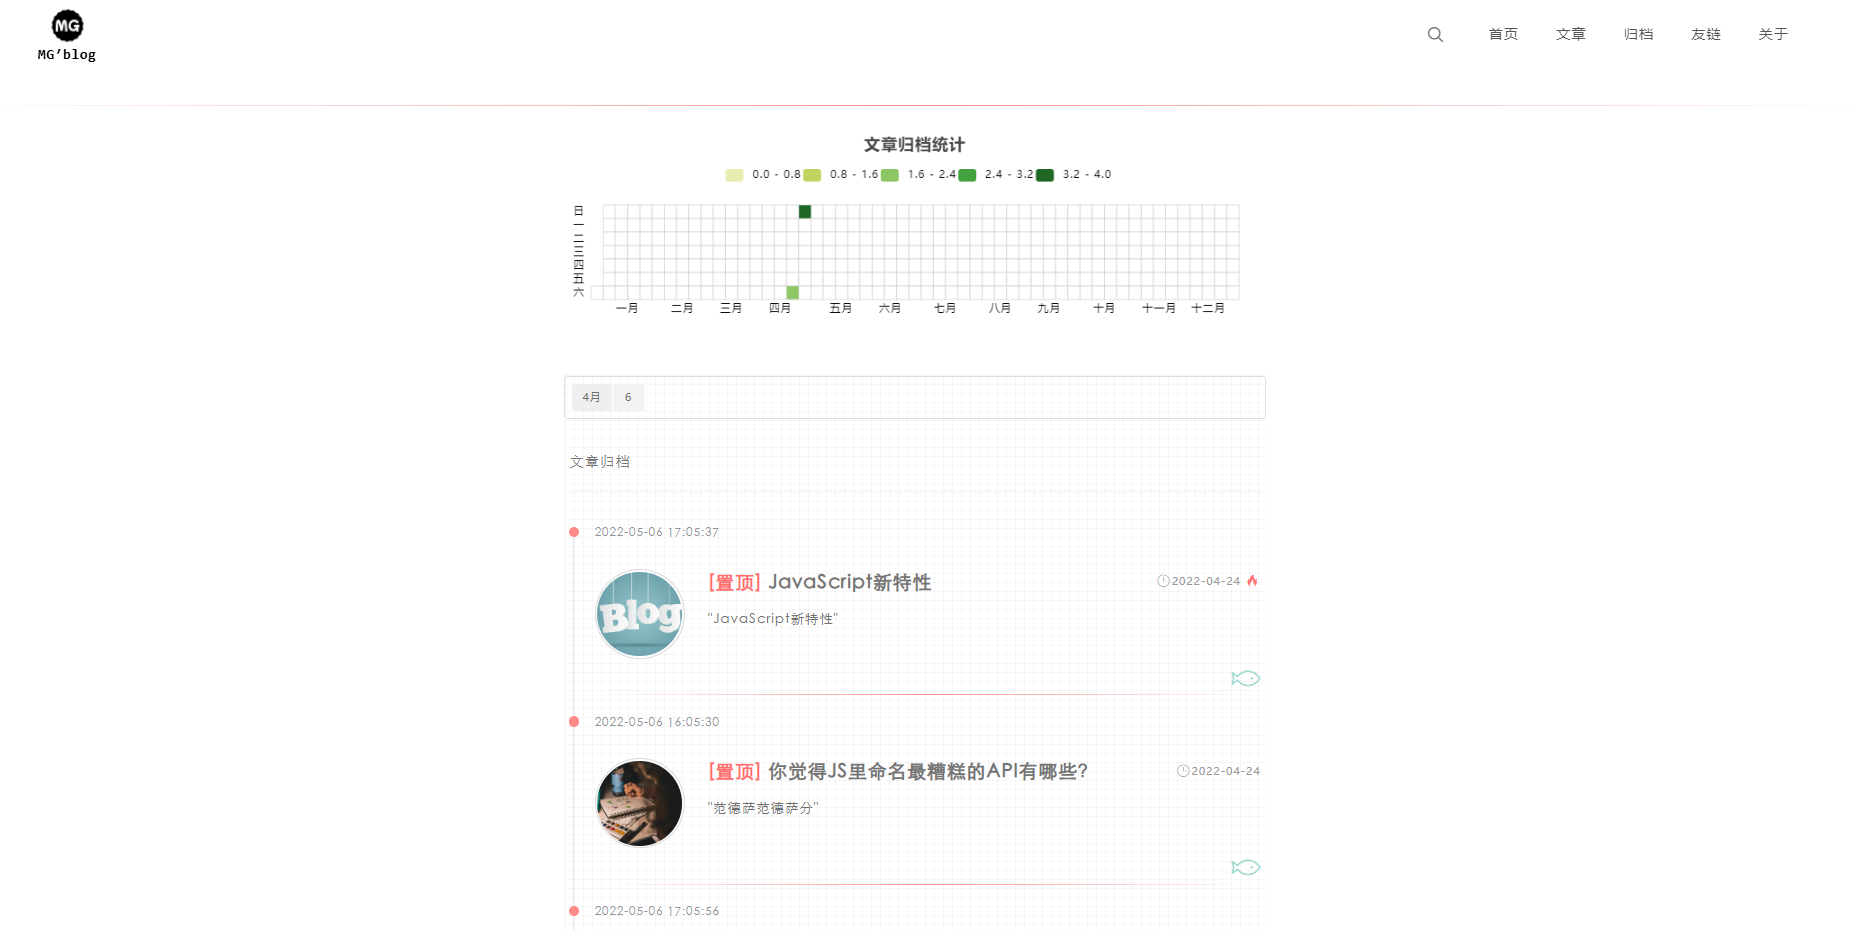 MG
MG'blog
首页 文章 归档 友链 关于
文章归档统计
0.0 - 0.8 0.8 - 1.6 1.6 - 2.4 2.4 - 3.2 3.2 - 4.0
日
一
二
三
四
五
六
一月 二月 三月 四月 五月 六月 七月 八月 九月 十月 十一月 十二月
4月 6
文章归档
2022-05-06 17:05:37
[置顶] JavaScript新特性 2022-04-24
Blog
"JavaScript新特性"
2022-05-06 16:05:30
[置顶] 你觉得JS里命名最糟糕的API有哪些? 2022-04-24
"范德萨范德萨分"
2022-05-06 17:05:56